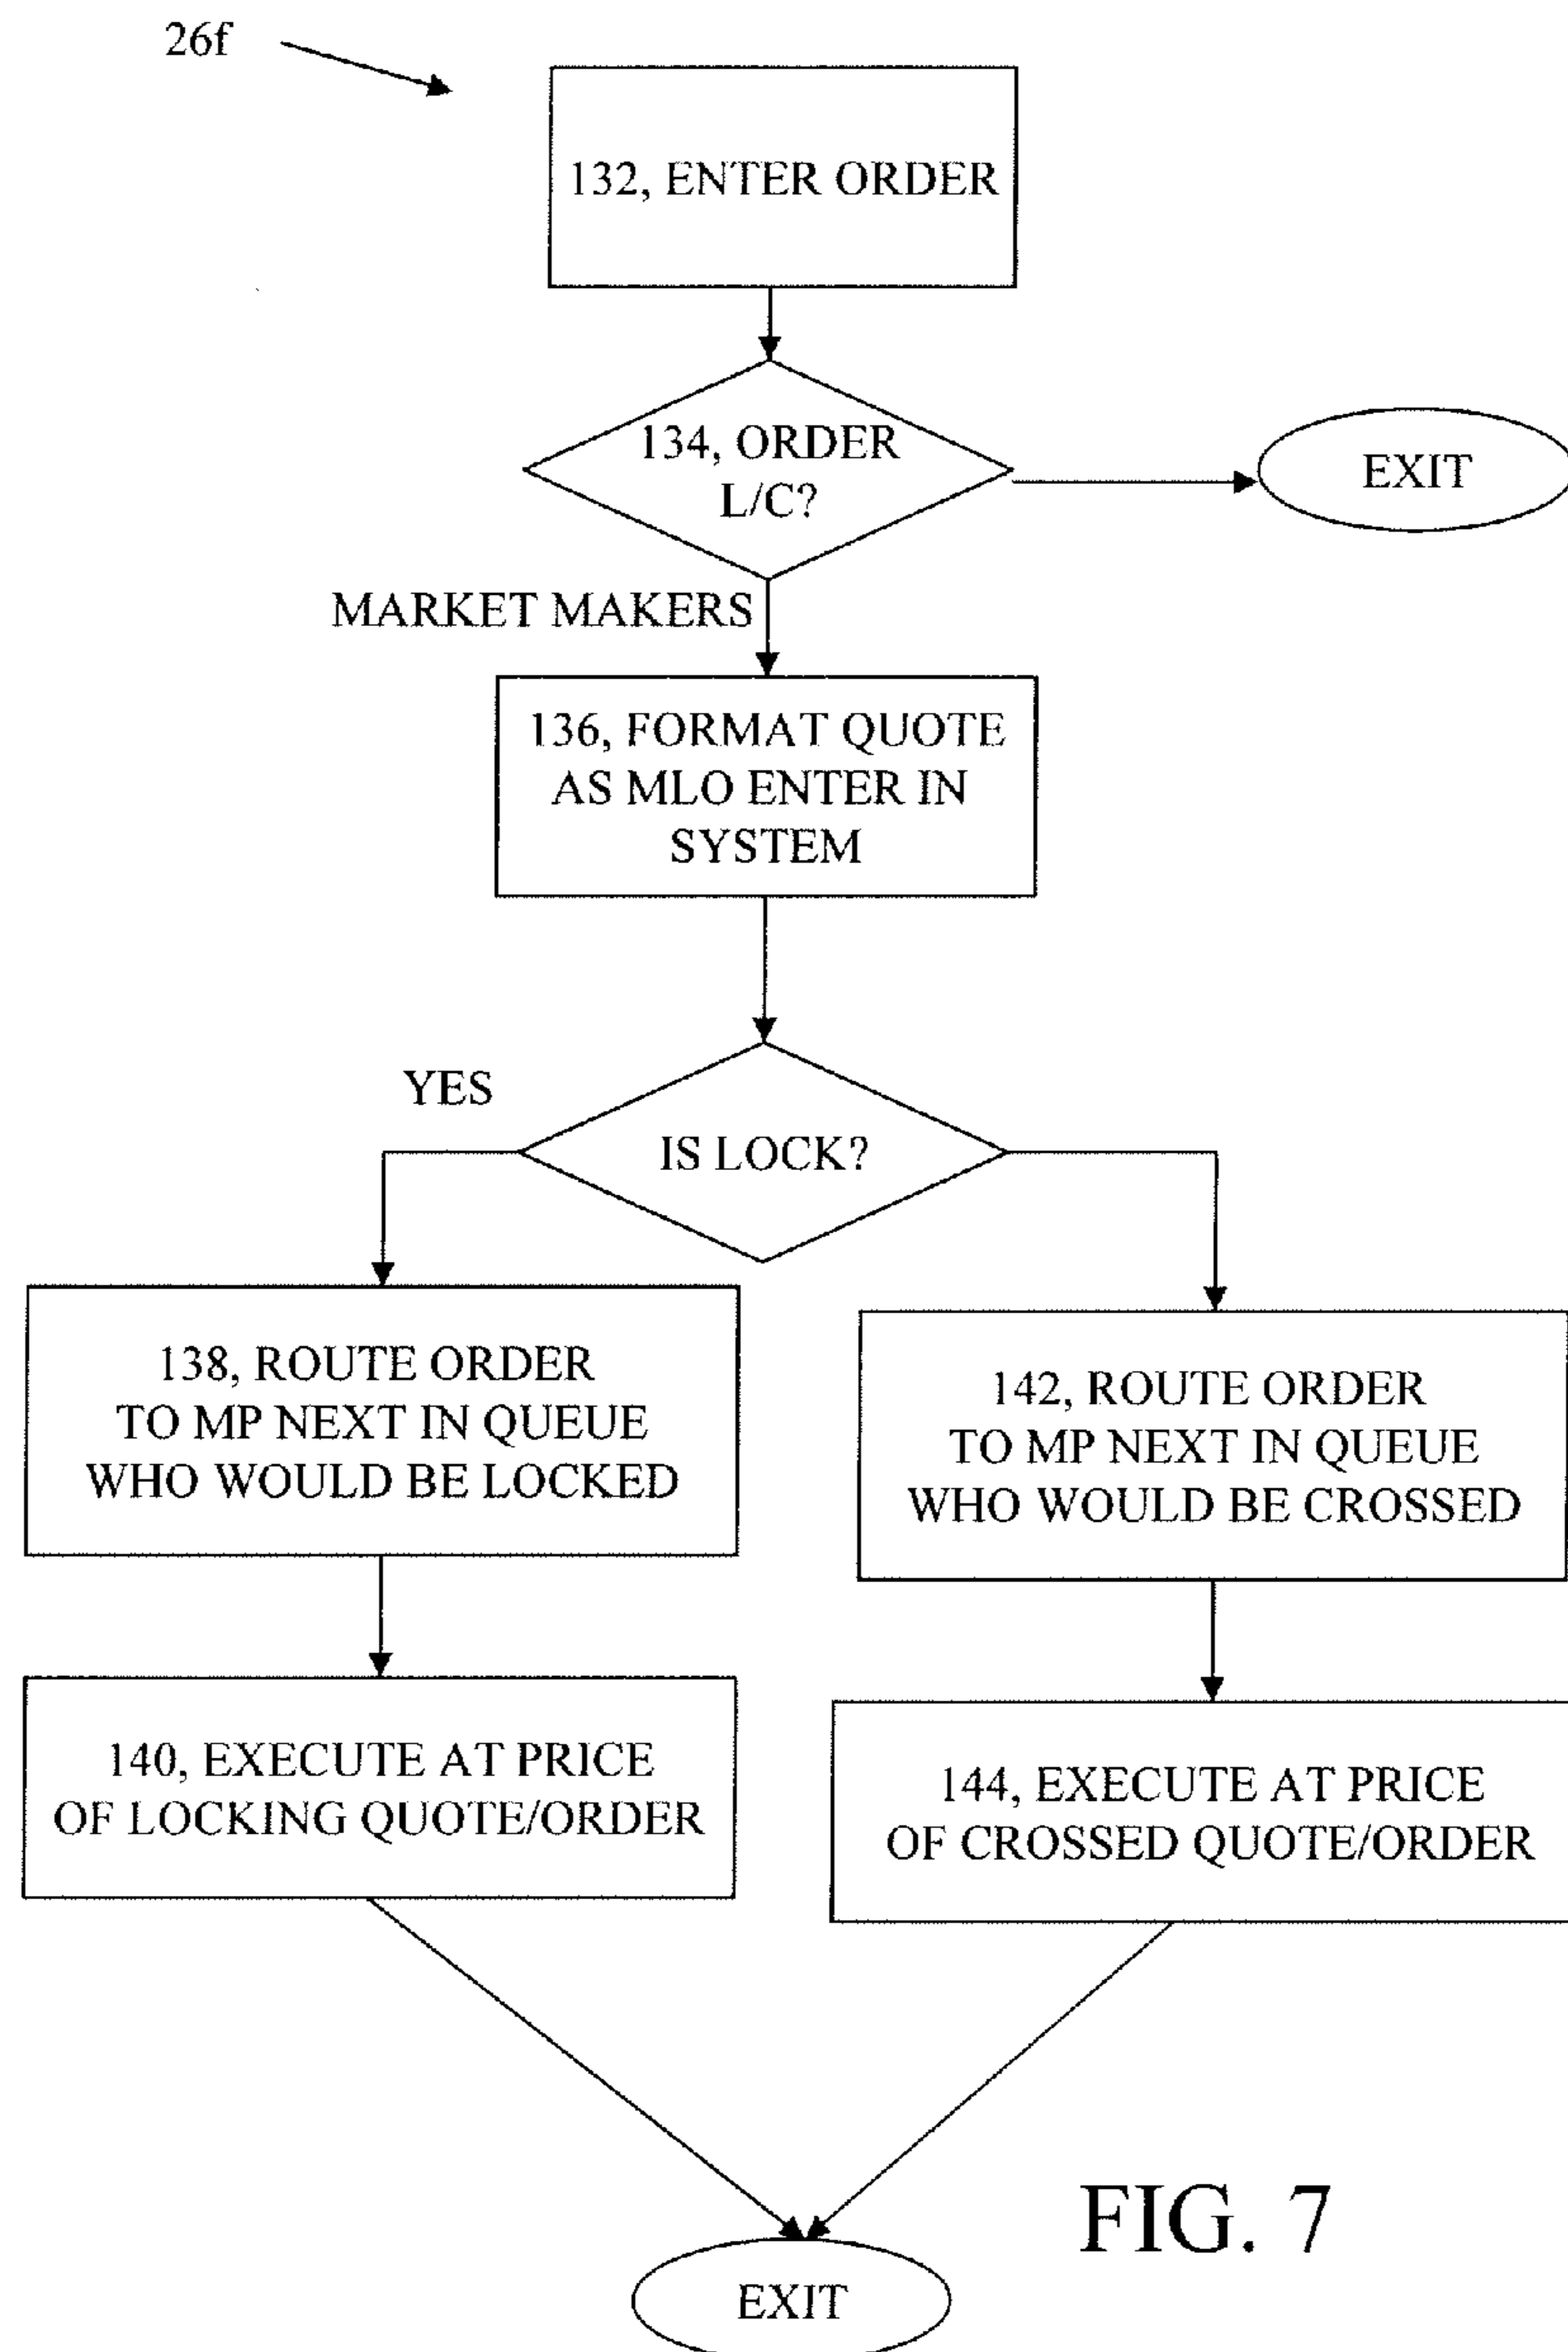 26f
132, ENTER ORDER
134, ORDER
L/C?
EXIT
MARKET MAKERS
136, FORMAT QUOTE
AS MLO ENTER IN
SYSTEM
YES
IS LOCK?
138, ROUTE ORDER
TO MP NEXT IN QUEUE
WHO WOULD BE LOCKED
142, ROUTE ORDER
TO MP NEXT IN QUEUE
WHO WOULD BE CROSSED
140, EXECUTE AT PRICE
OF LOCKING QUOTE/ORDER
144, EXECUTE AT PRICE
OF CROSSED QUOTE/ORDER
FIG. 7
EXIT